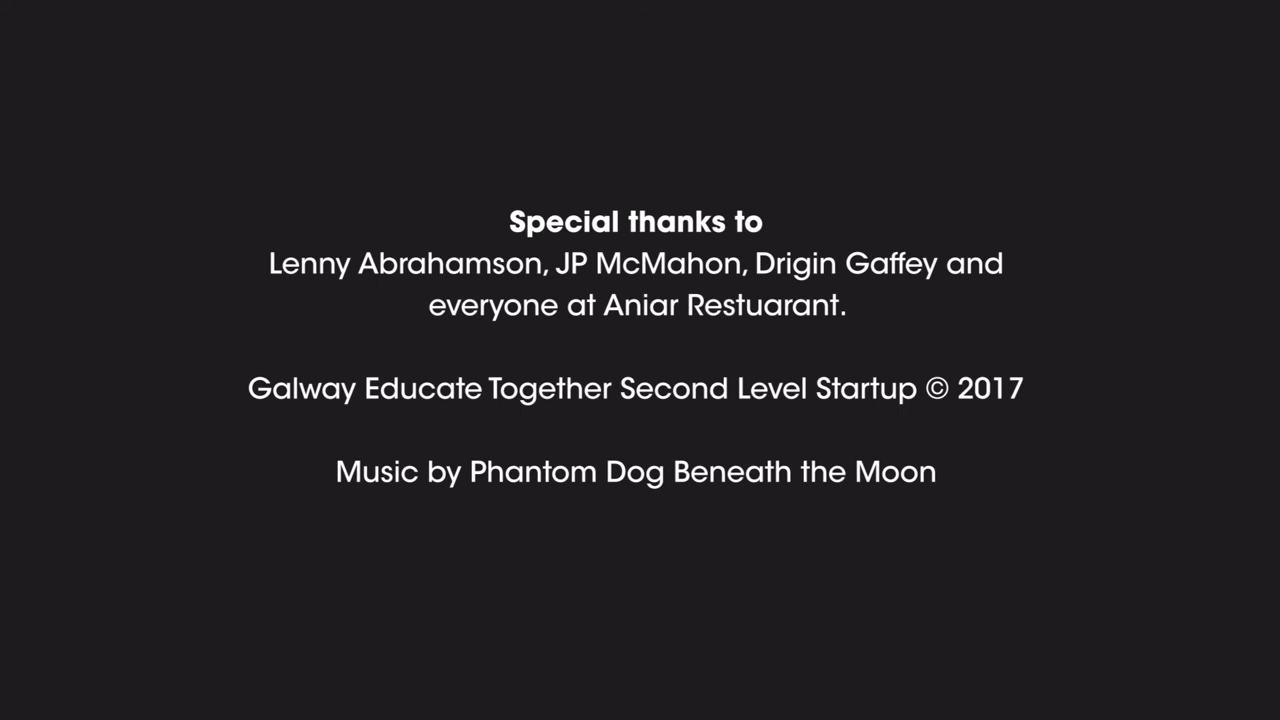 Special thanks to
Lenny Abrahamson, JP McMahon, Drigin Gaffey and
everyone at Aniar Restuarant.
Galway Educate Together Second Level Startup © 2017
Music by Phantom Dog Beneath the Moon